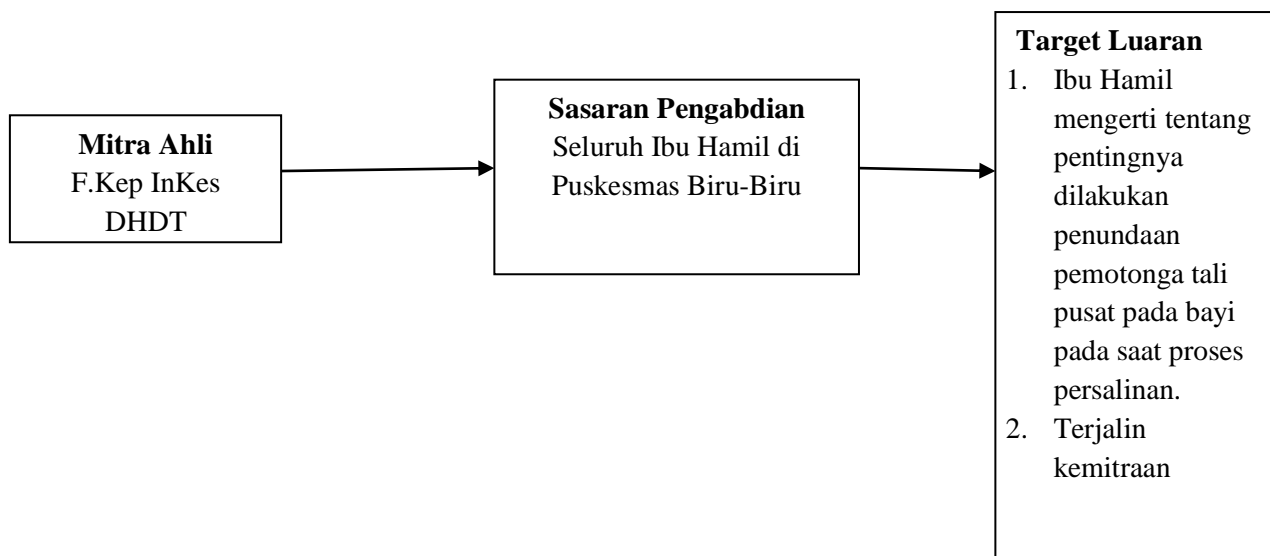 Mitra Ahli
F.Kep InKes
DHDT
Sasaran Pengabdian
Seluruh Ibu Hamil di
Puskesmas Biru-Biru
Target Luaran
1. Ibu Hamil
mengerti tentang
pentingnya
dilakukan
penundaan
pemotonga tali
pusat pada bayi
pada saat proses
persalinan.
2. Terjalin
kemitraan